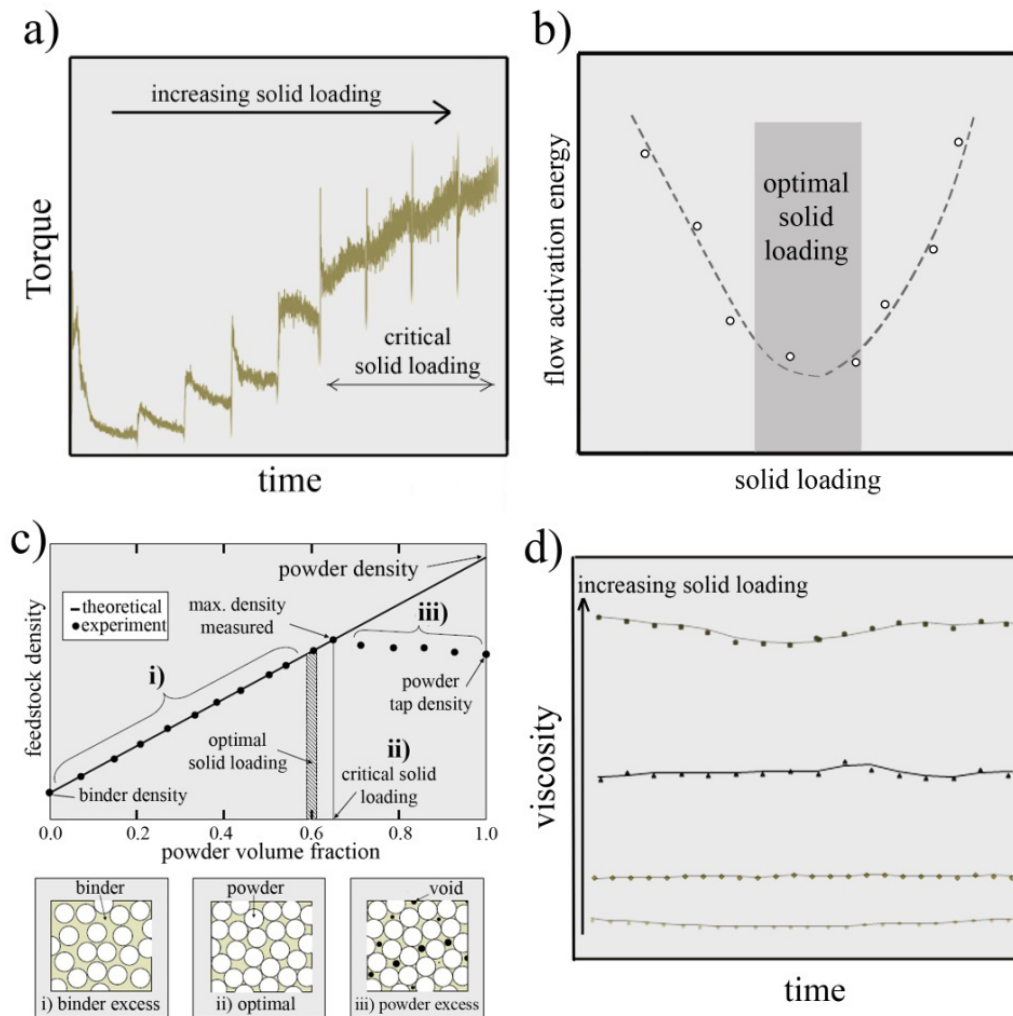 a)
increasing solid loading
Torque
critical
solid loading
time
b)
flow activation energy
optimal
solid
loading
solid loading
c)
feedstock density
theoretical
experiment
powder density
max. density
measured
i)
iii)
powder
tap density
optimal
solid loading
ii)
critical solid
loading
binder density
0.0 0.2 0.4 0.6 0.8 1.0
powder volume fraction
binder
i) binder excess
powder
ii) optimal
void
iii) powder excess
d)
increasing solid loading
viscosity
time